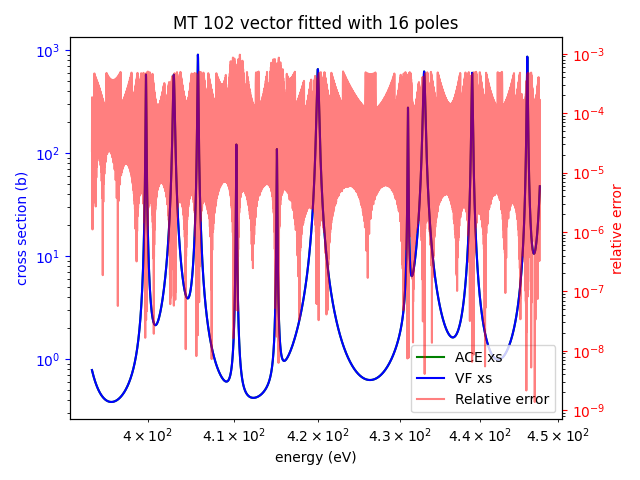 MT 102 vector fitted with 16 poles
cross section (b)
10³
10²
10¹
10⁰
10⁻³
10⁻⁴
10⁻⁵
10⁻⁶
10⁻⁷
10⁻⁸
10⁻⁹
relative error
ACE xs
VF xs
Relative error
4 × 10² 4.1 × 10² 4.2 × 10² 4.3 × 10² 4.4 × 10² 4.5 × 10²
energy (eV)